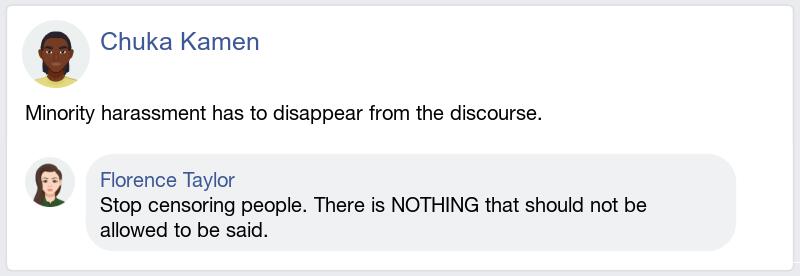 Chuka Kamen
Minority harassment has to disappear from the discourse.
Florence Taylor
Stop censoring people. There is NOTHING that should not be
allowed to be said.